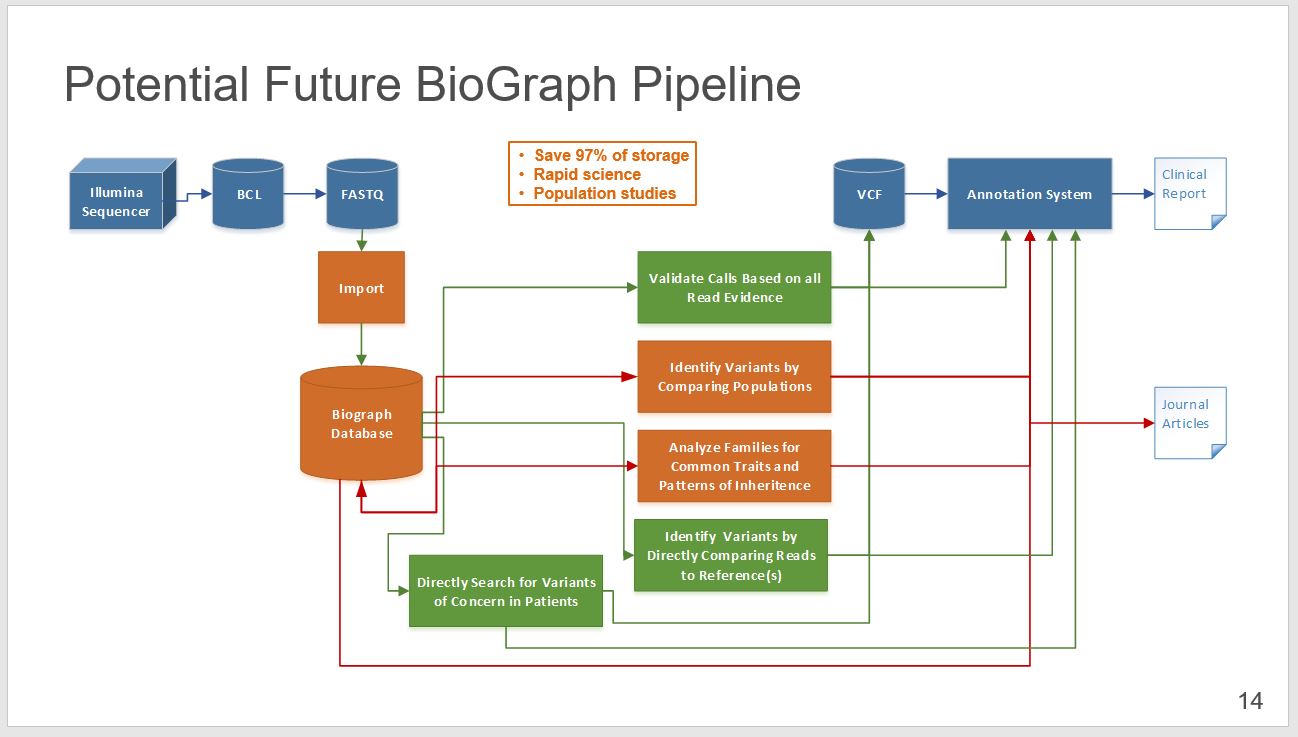 Potential Future BioGraph Pipeline
• Save 97% of storage
• Rapid science
• Population studies
Illumina
Sequencer
BCL
FASTQ
VCF
Annotation System
Clinical
Report
Import
Validate Calls Based on all
Read Evidence
Identify Variants by
Comparing Populations
Biograph
Database
Journal
Articles
Analyze Families for
Common Traits and
Patterns of Inheritence
Identify Variants by
Directly Comparing Reads
to Reference(s)
Directly Search for Variants
of Concern in Patients
14